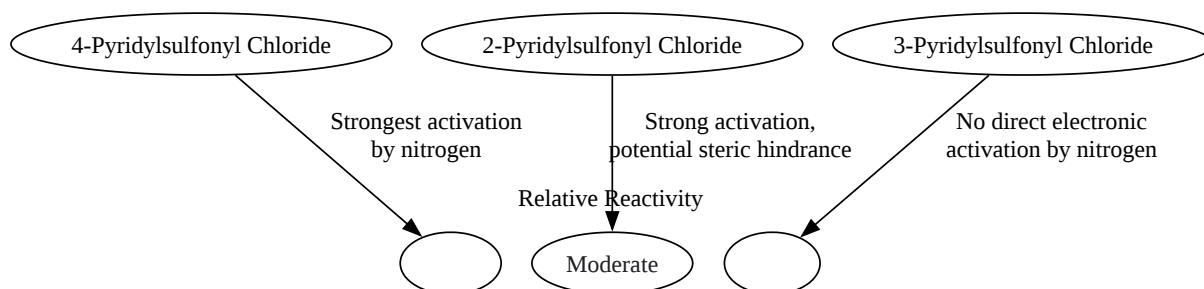 4-Pyridylsulfonyl Chloride
2-Pyridylsulfonyl Chloride
3-Pyridylsulfonyl Chloride
Strongest activation
by nitrogen
Strong activation,
potential steric hindrance
No direct electronic
activation by nitrogen
Relative Reactivity
Moderate